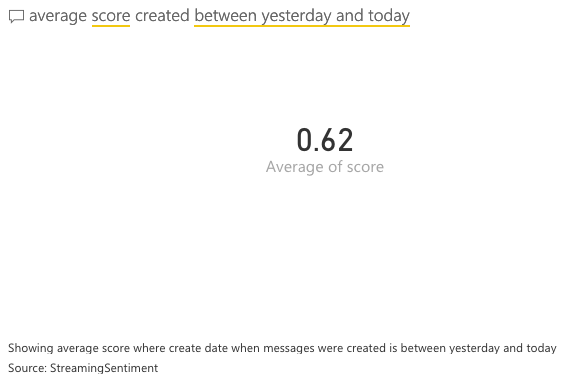 average score created between yesterday and today
0.62
Average of score
Showing average score where create date when messages were created is between yesterday and today
Source: StreamingSentiment